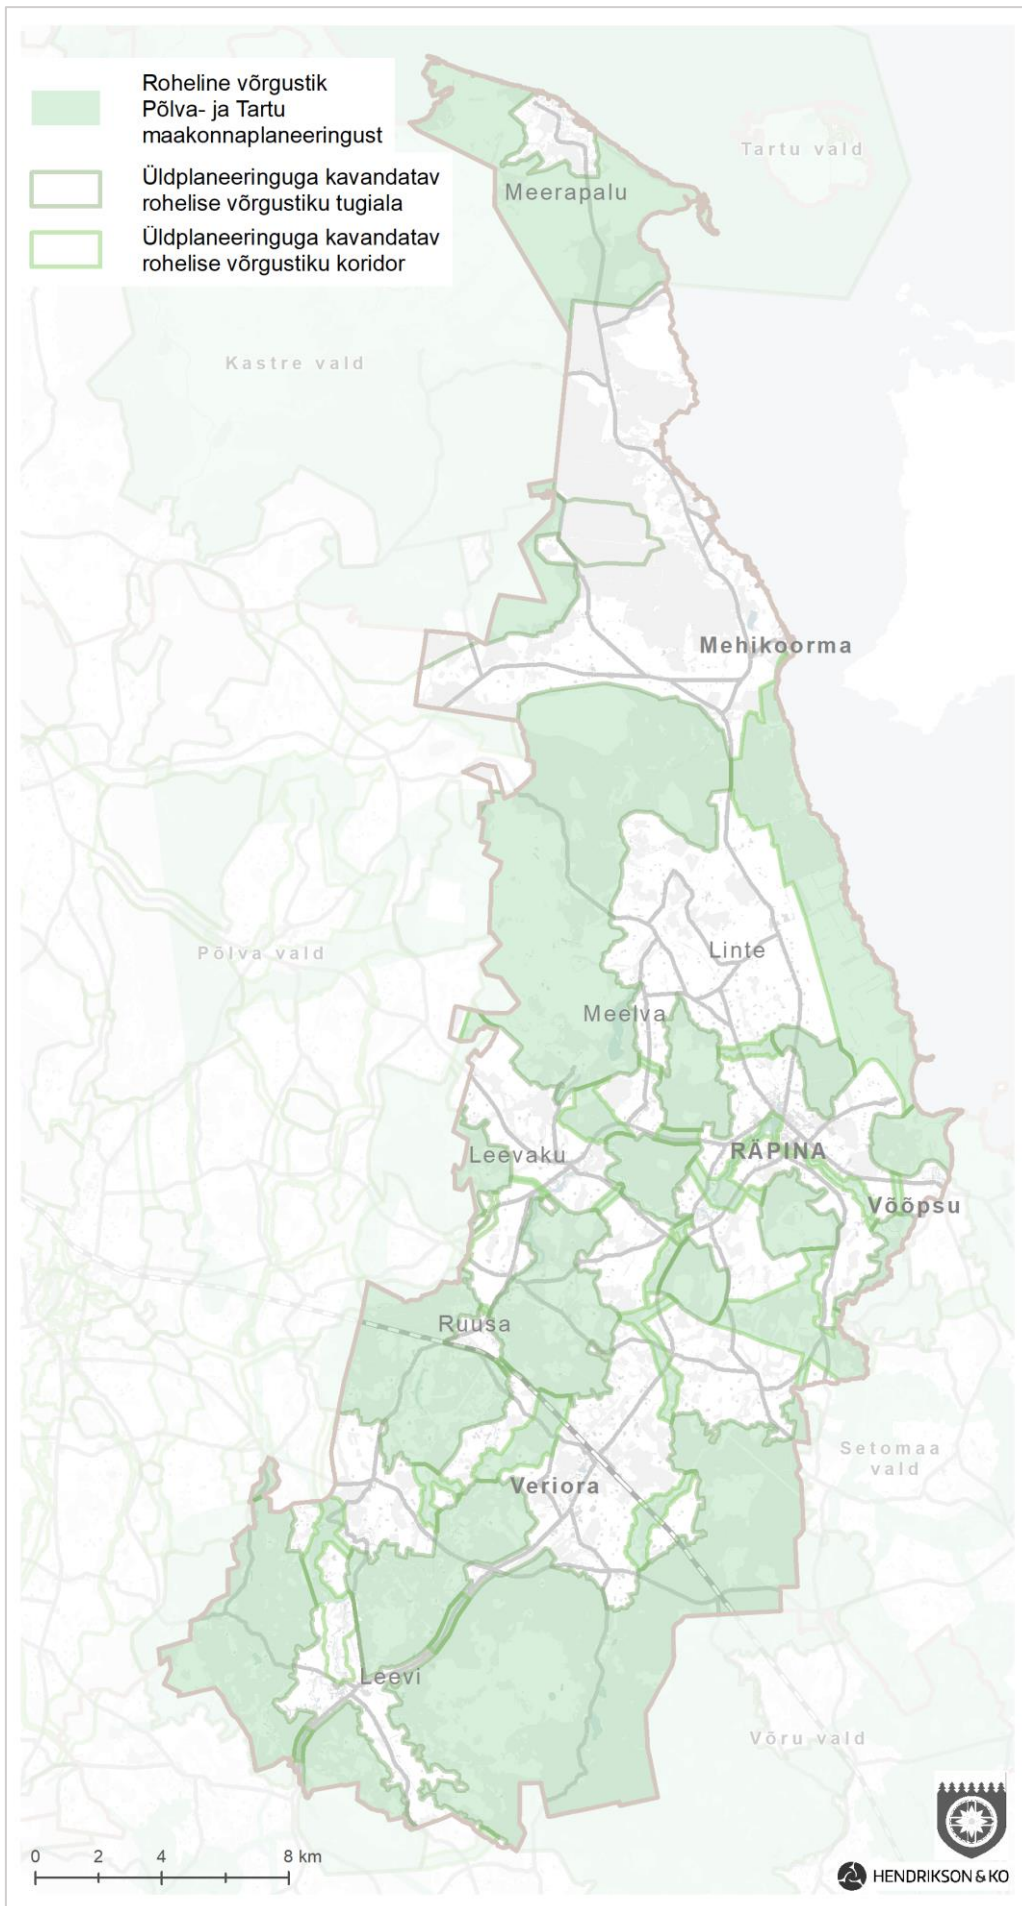 Roheline võrgustik
Põlva- ja Tartu
maakonnaplaneeringust
Üldplaneeringuga kavandatav
rohelise võrgustiku tugiala
Üldplaneeringuga kavandatav
rohelise võrgustiku koridor
Tartu vald
Meerapalu
Kastre vald
Mehikoorma
Põlva vald
Linte
Meelva
Leevaku
RÄPINA
Võõpsu
Ruusa
Setomaa
vald
Veriora
Leevi
Võru vald
0 2 4 8 km
HENDRIKSON & KO